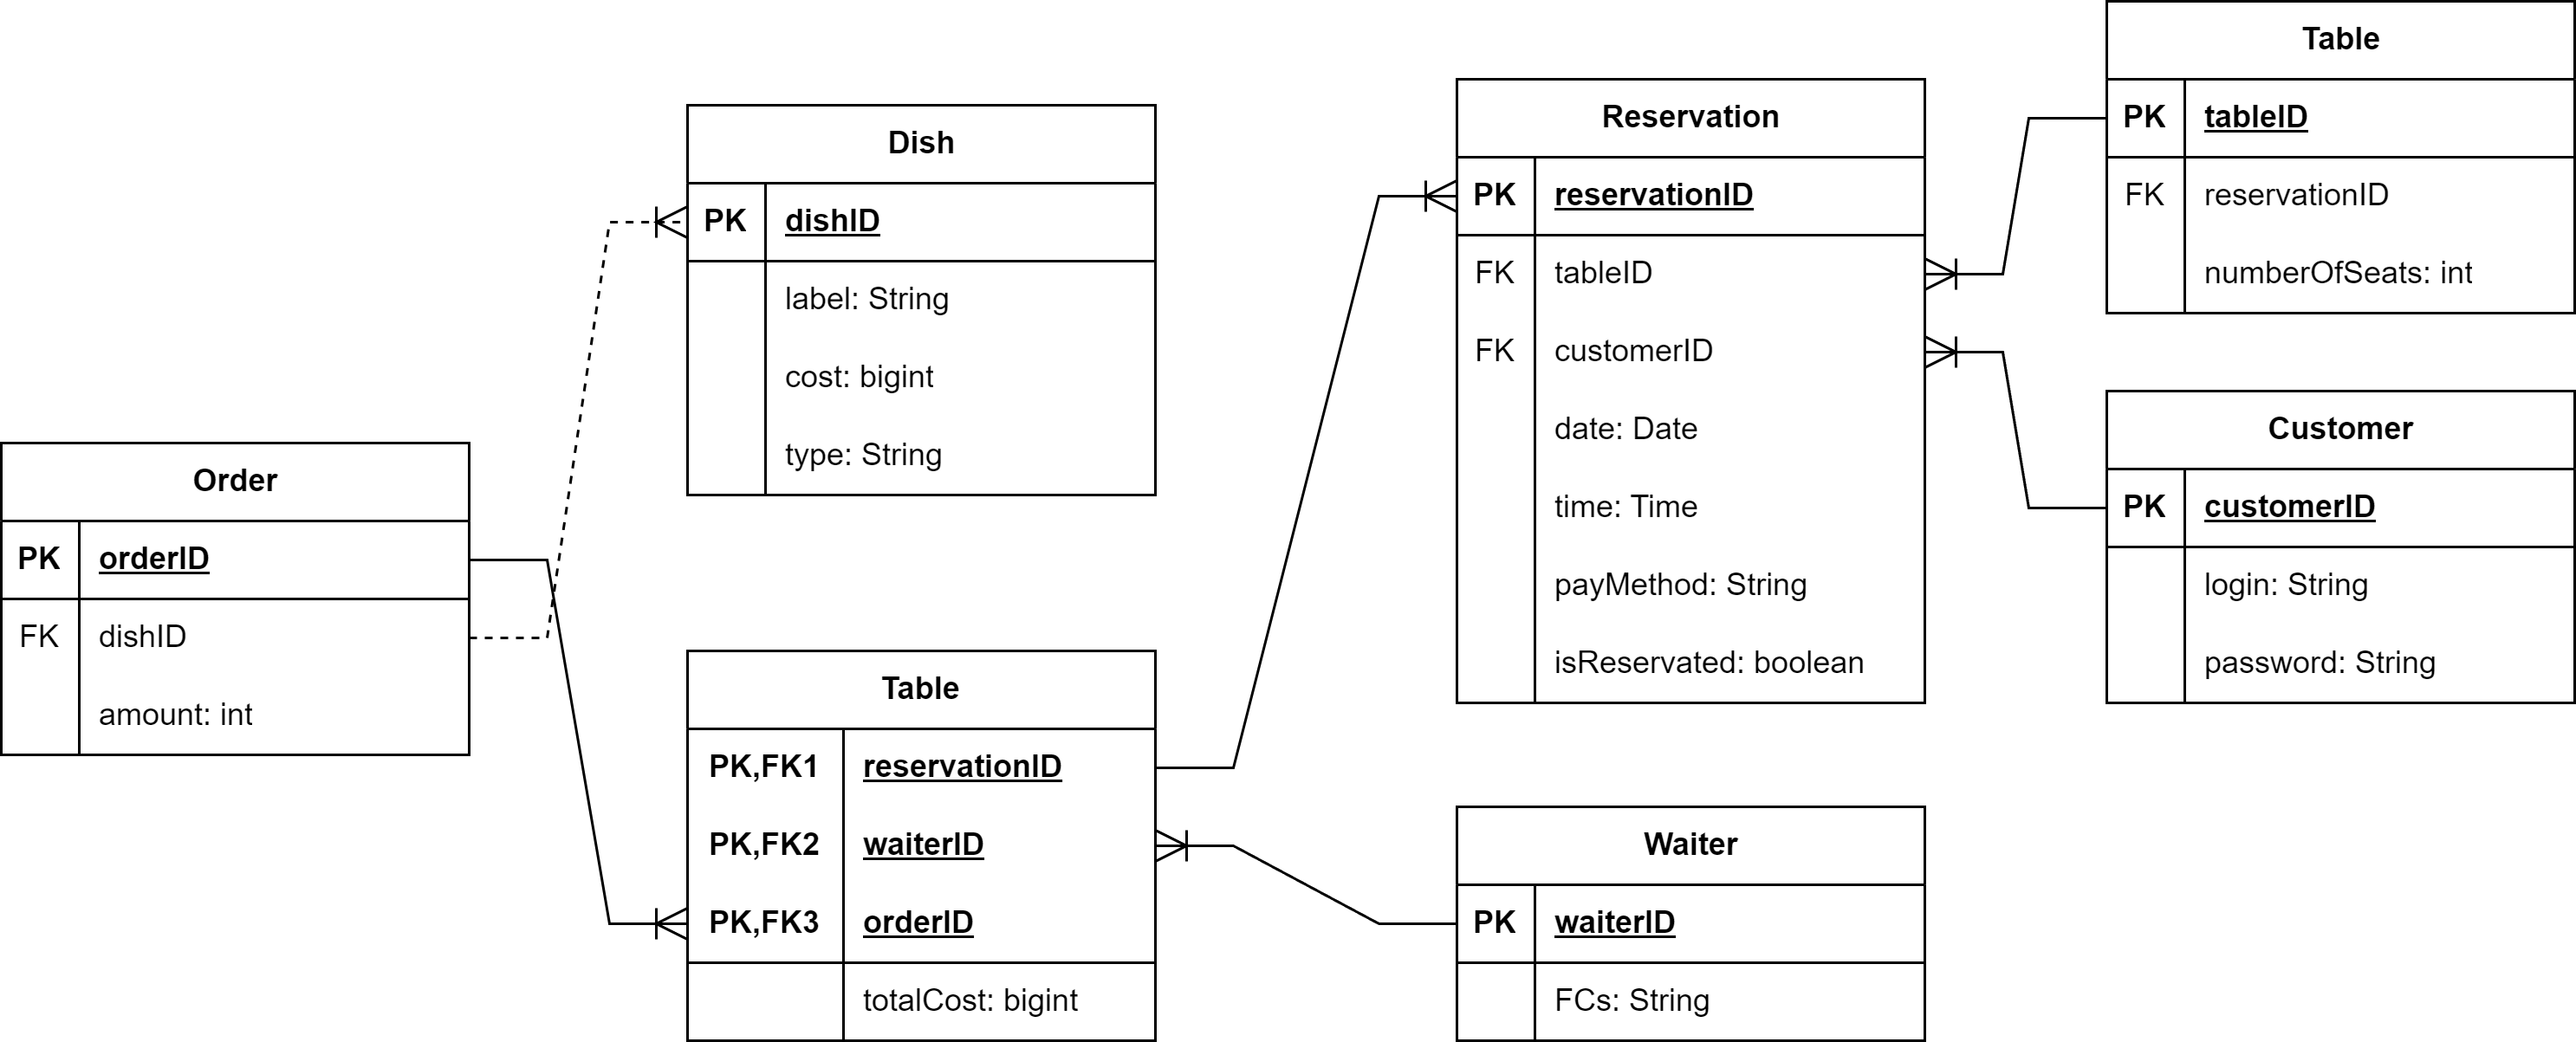 Order
PK orderID
FK dishID
amount: int
Dish
PK dishID
label: String
cost: bigint
type: String
Table
PK,FK1 reservationID
PK,FK2 waiterID
PK,FK3 orderID
totalCost: bigint
Reservation
PK reservationID
FK tableID
FK customerID
date: Date
time: Time
payMethod: String
isReservated: boolean
Waiter
PK waiterID
FCs: String
Table
PK tableID
FK reservationID
numberOfSeats: int
Customer
PK customerID
login: String
password: String